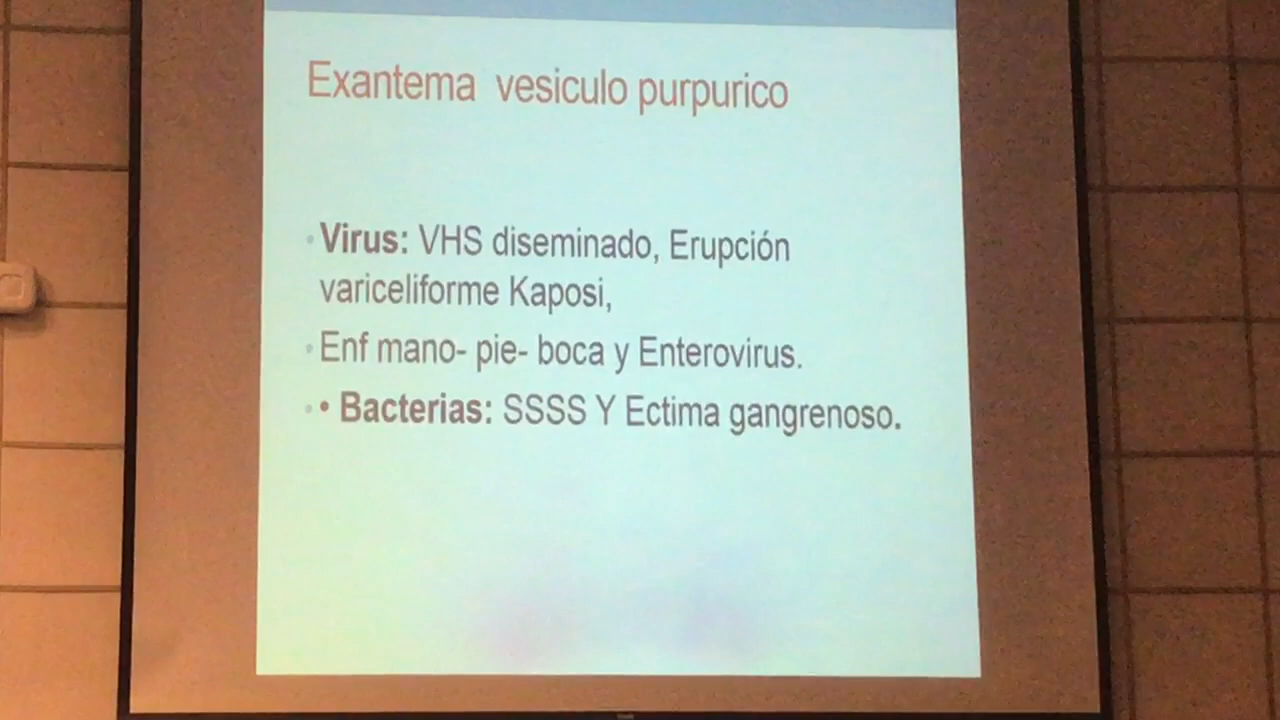 Exantema vesiculo purpurico
• Virus: VHS diseminado, Erupción
variceliforme Kaposi,
• Enf mano- pie- boca y Enterovirus.
• • Bacterias: SSSS Y Ectima gangrenoso.